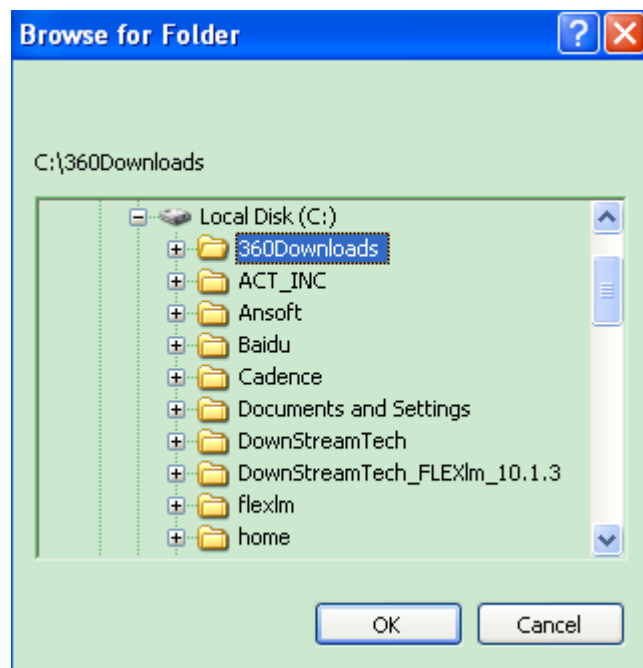 Browse for Folder
C:\360Downloads
Local Disk (C:)
360Downloads
ACT_INC
Ansoft
Baidu
Cadence
Documents and Settings
DownStreamTech
DownStreamTech_FLEXlm_10.1.3
flexlm
home
OK Cancel